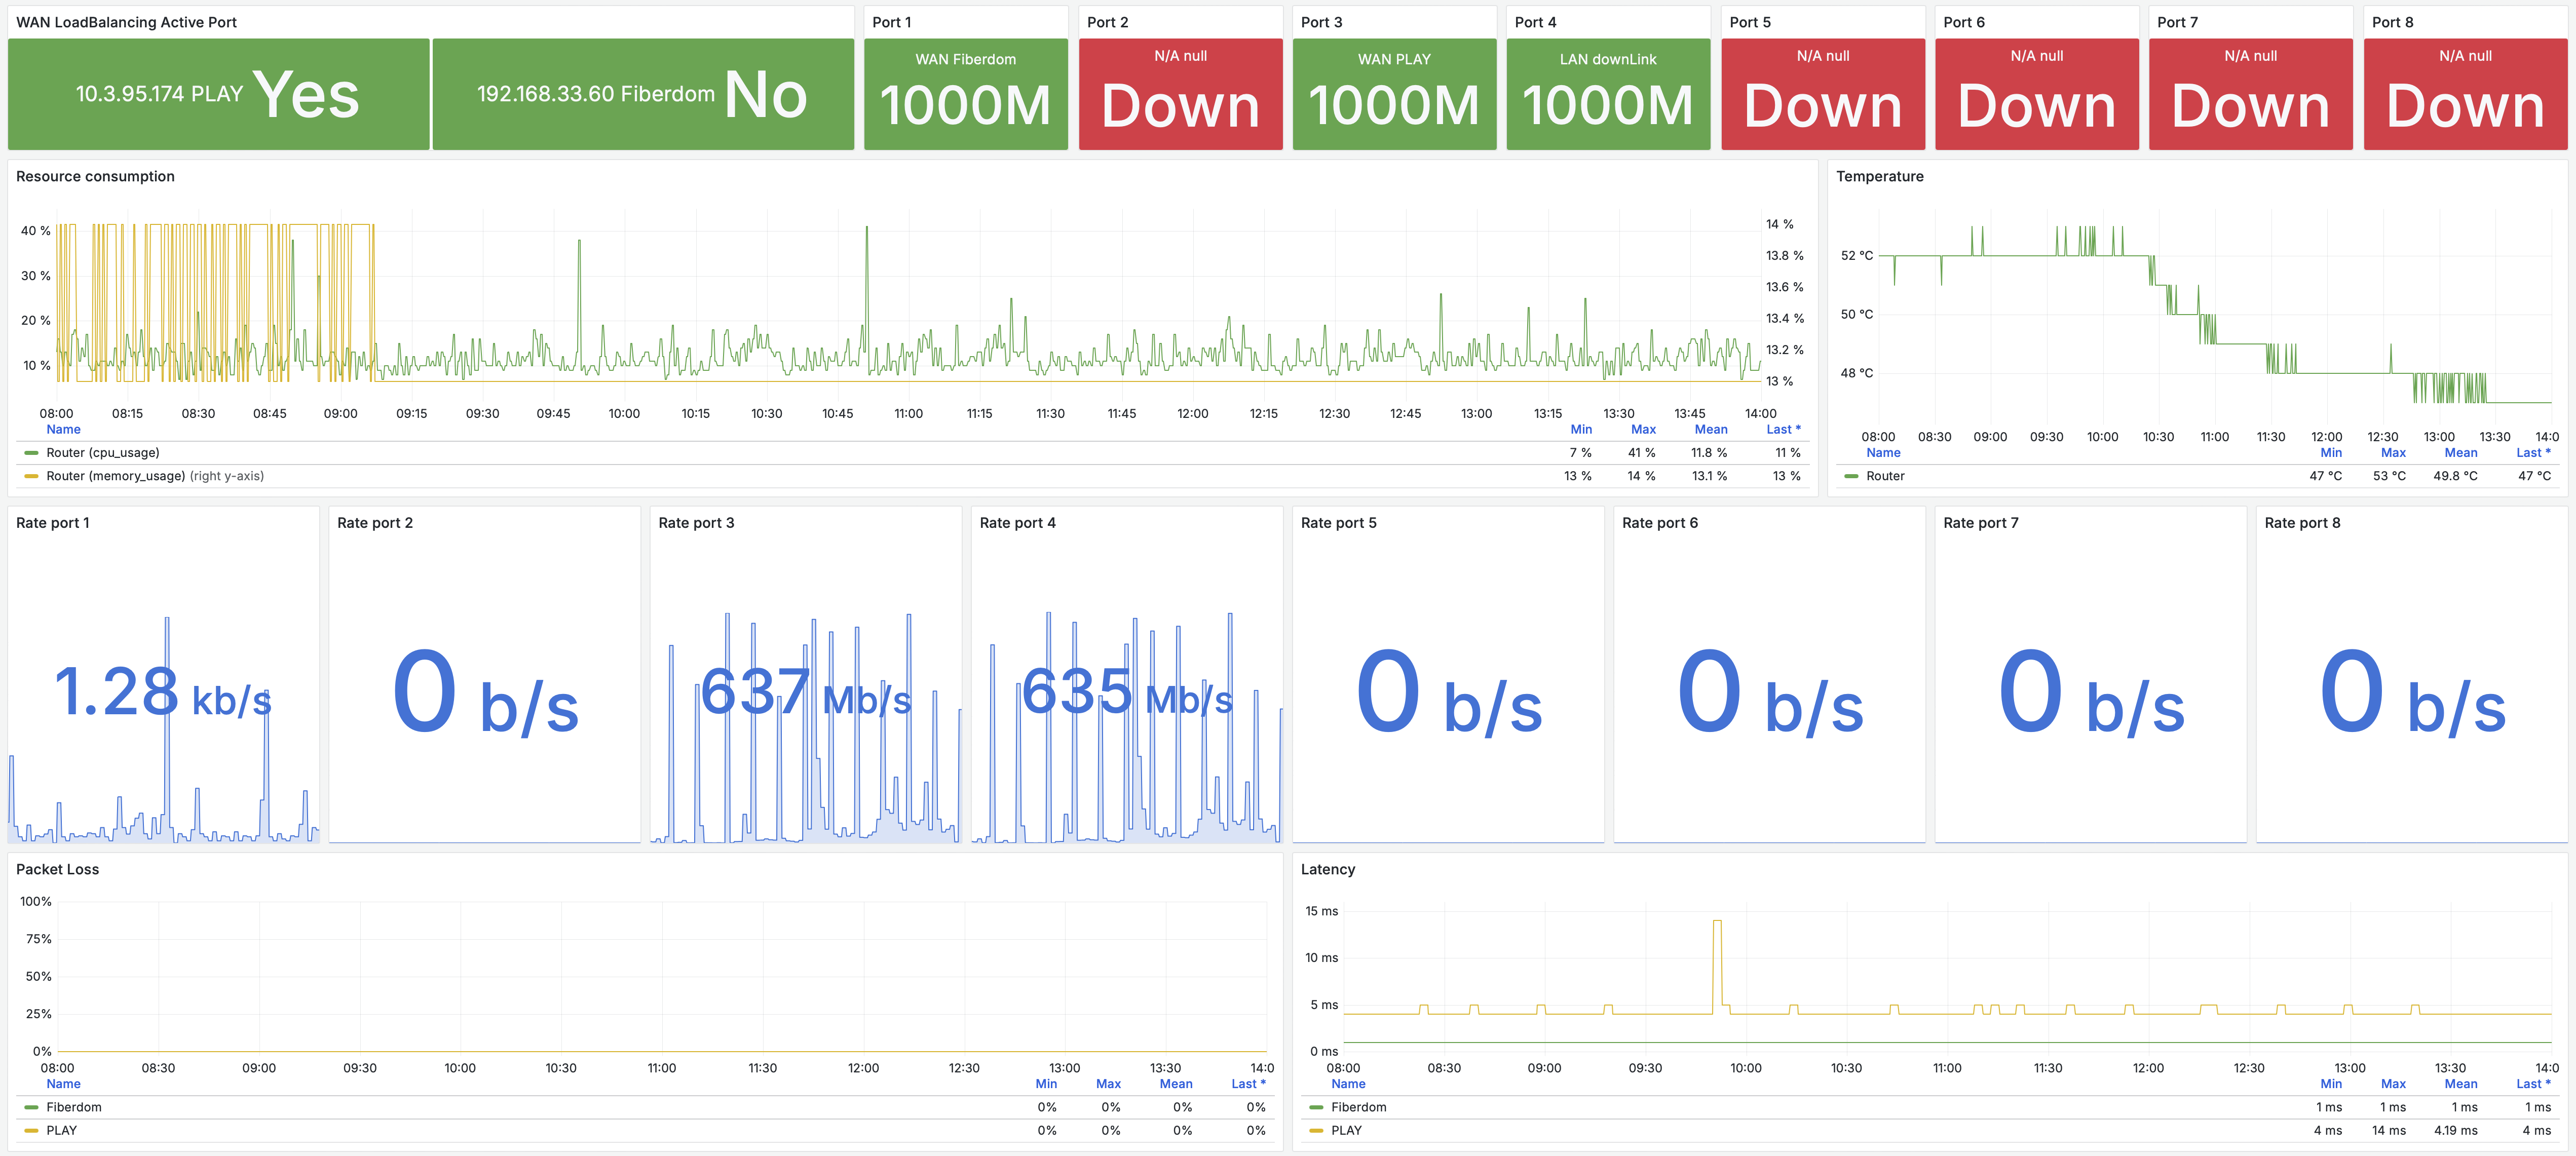 WAN LoadBalancing Active Port
10.3.95.174 PLAY Yes
192.168.33.60 Fiberdom No
Port 1
WAN Fiberdom
1000M
Port 2
N/A null
Down
Port 3
WAN PLAY
1000M
Port 4
LAN downLink
1000M
Port 5
N/A null
Down
Port 6
N/A null
Down
Port 7
N/A null
Down
Port 8
N/A null
Down
Resource consumption
40 %
30 %
20 %
10 %
14 %
13.8 %
13.6 %
13.4 %
13.2 %
13 %
08:00 08:15 08:30 08:45 09:00 09:15 09:30 09:45 10:00 10:15 10:30 10:45 11:00 11:15 11:30 11:45 12:00 12:15 12:30 12:45 13:00 13:15 13:30 13:45 14:00
Name Min Max Mean Last *
Router (cpu_usage) 7 % 41 % 11.8 % 11 %
Router (memory_usage) (right y-axis) 13 % 14 % 13.1 % 13 %
Temperature
52 °C
50 °C
48 °C
08:00 08:30 09:00 09:30 10:00 10:30 11:00 11:30 12:00 12:30 13:00 13:30 14:0
Name Min Max Mean Last *
Router 47 °C 53 °C 49.8 °C 47 °C
Rate port 1
1.28 kb/s
Rate port 2
0 b/s
Rate port 3
637 Mb/s
Rate port 4
635 Mb/s
Rate port 5
0 b/s
Rate port 6
0 b/s
Rate port 7
0 b/s
Rate port 8
0 b/s
Packet Loss
100%
75%
50%
25%
0%
08:00 08:30 09:00 09:30 10:00 10:30 11:00 11:30 12:00 12:30 13:00 13:30 14:0
Name Min Max Mean Last *
Fiberdom 0% 0% 0% 0%
PLAY 0% 0% 0% 0%
Latency
15 ms
10 ms
5 ms
0 ms
08:00 08:30 09:00 09:30 10:00 10:30 11:00 11:30 12:00 12:30 13:00 13:30 14:0
Name Min Max Mean Last *
Fiberdom 1 ms 1 ms 1 ms 1 ms
PLAY 4 ms 14 ms 4.19 ms 4 ms